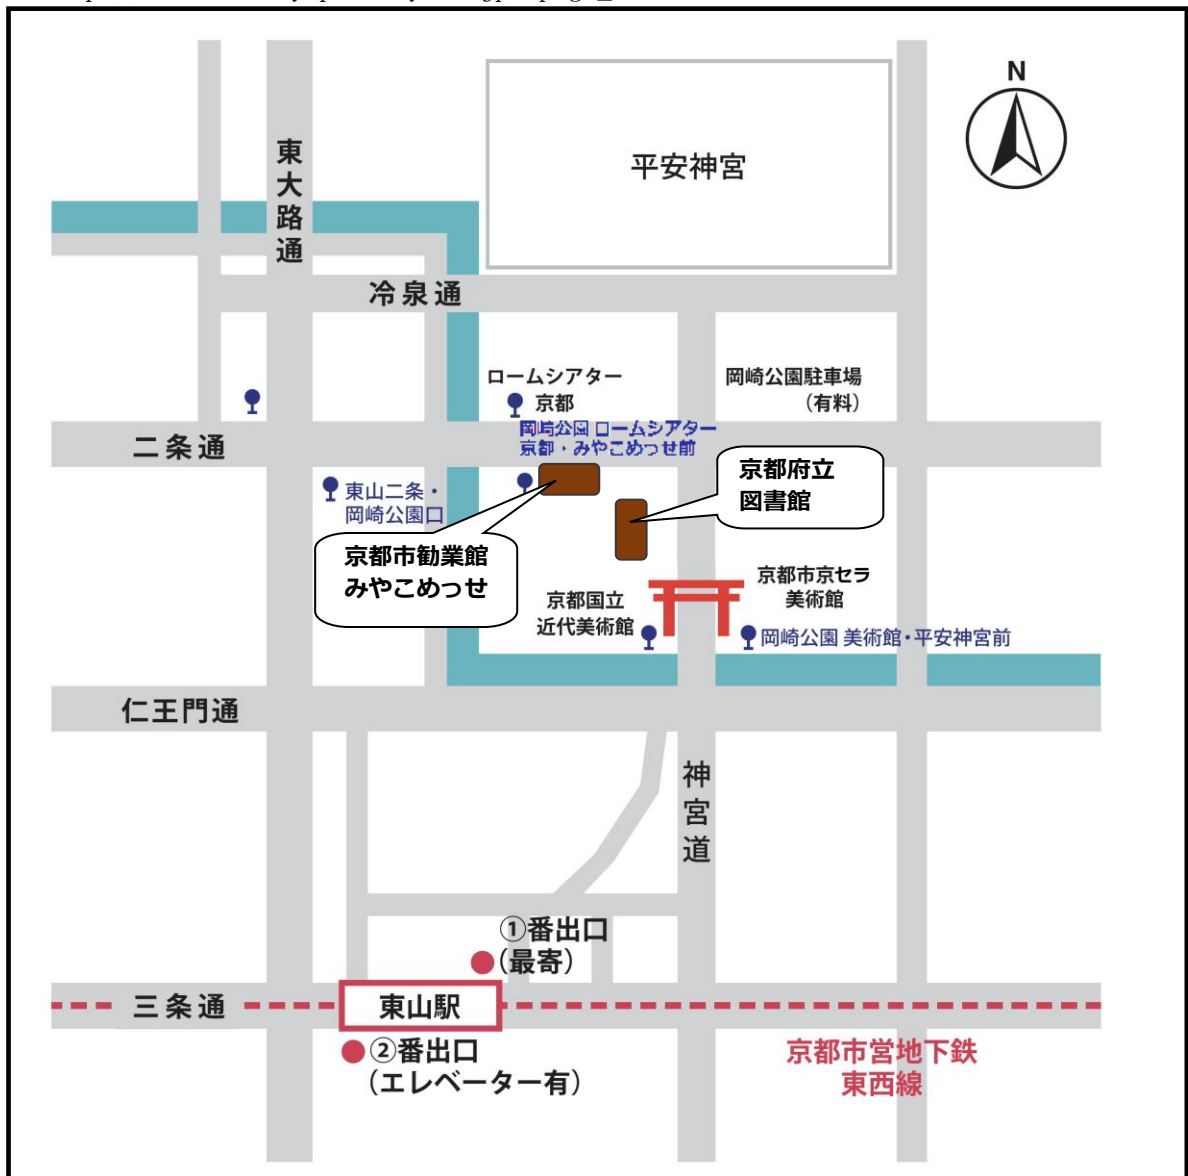 N
平安神宮
東大路通
冷泉通
ロームシアター
京都
岡崎公園駐車場
(有料)
岡崎公園 ロームシアター
京都・みやこめっせ前
二条通
京都府立
図書館
東山二条・
岡崎公園口
京都市勧業館
みやこめっせ
京都市京セラ
美術館
京都国立
近代美術館
岡崎公園 美術館・平安神宮前
仁王門通
神宮道
①番出口
(最寄)
三条通
東山駅
②番出口
(エレベーター有)
京都市営地下鉄
東西線